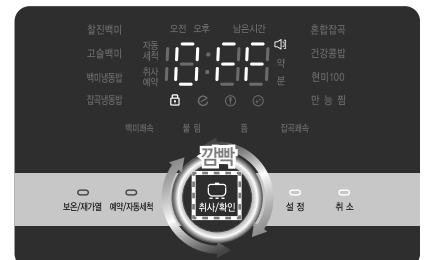 찰진백미 오전 오후 남은시간 혼합잡곡
고슬백미 자동세척 OFF 약 건강콩밥
백미냉동밥 취사예약 분 현미100
잡곡냉동밥 만능찜
백미쾌속 불림 뜸 잡곡쾌속
깜빡
보온/재가열 예약/자동세척 취사/확인 설정 취소